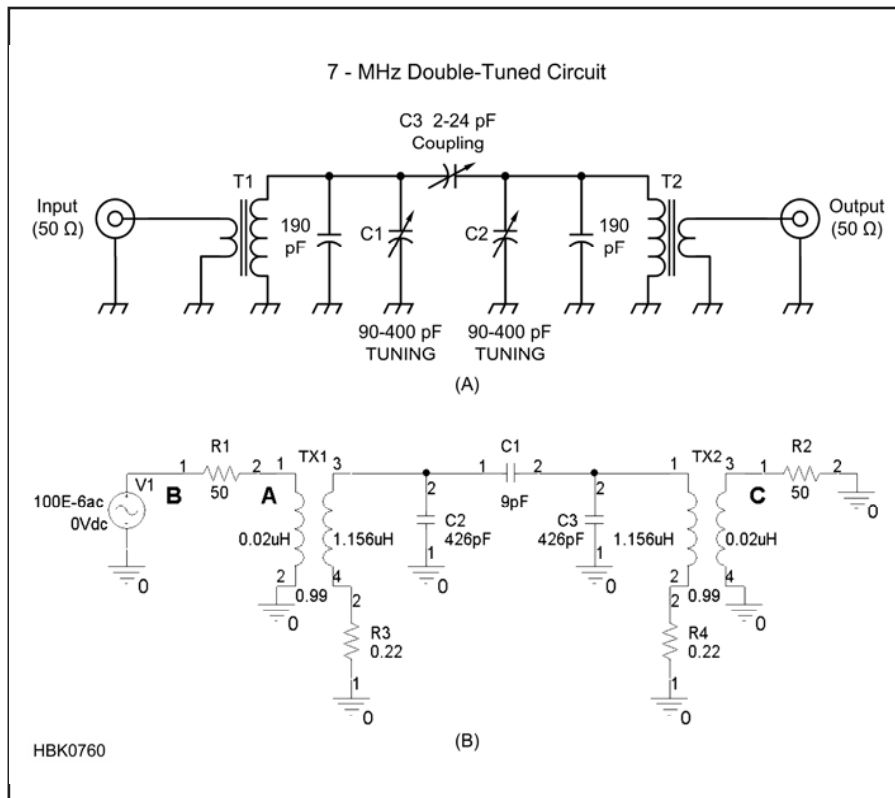 7 - MHz Double-Tuned Circuit
C3 2-24 pF
Coupling
T1
T2
Input
(50 Ω)
190
pF
C1
C2
190
pF
Output
(50 Ω)
90-400 pF
TUNING
90-400 pF
TUNING
(A)
R1
1
2
50
1
TX1
3
C1
1
2
9pF
1
TX2
3
R2
1
2
50
100E-6ac
0Vdc
V1
B
A
C
0
0.02uH
1.156uH
2
C2
426pF
1
0
2
C3
426pF
1
0
1.156uH
0.02uH
0
2
0.99
4
0
2
R3
0.22
1
0
2
0.99
4
0
2
R4
0.22
1
0
(B)
HBK0760